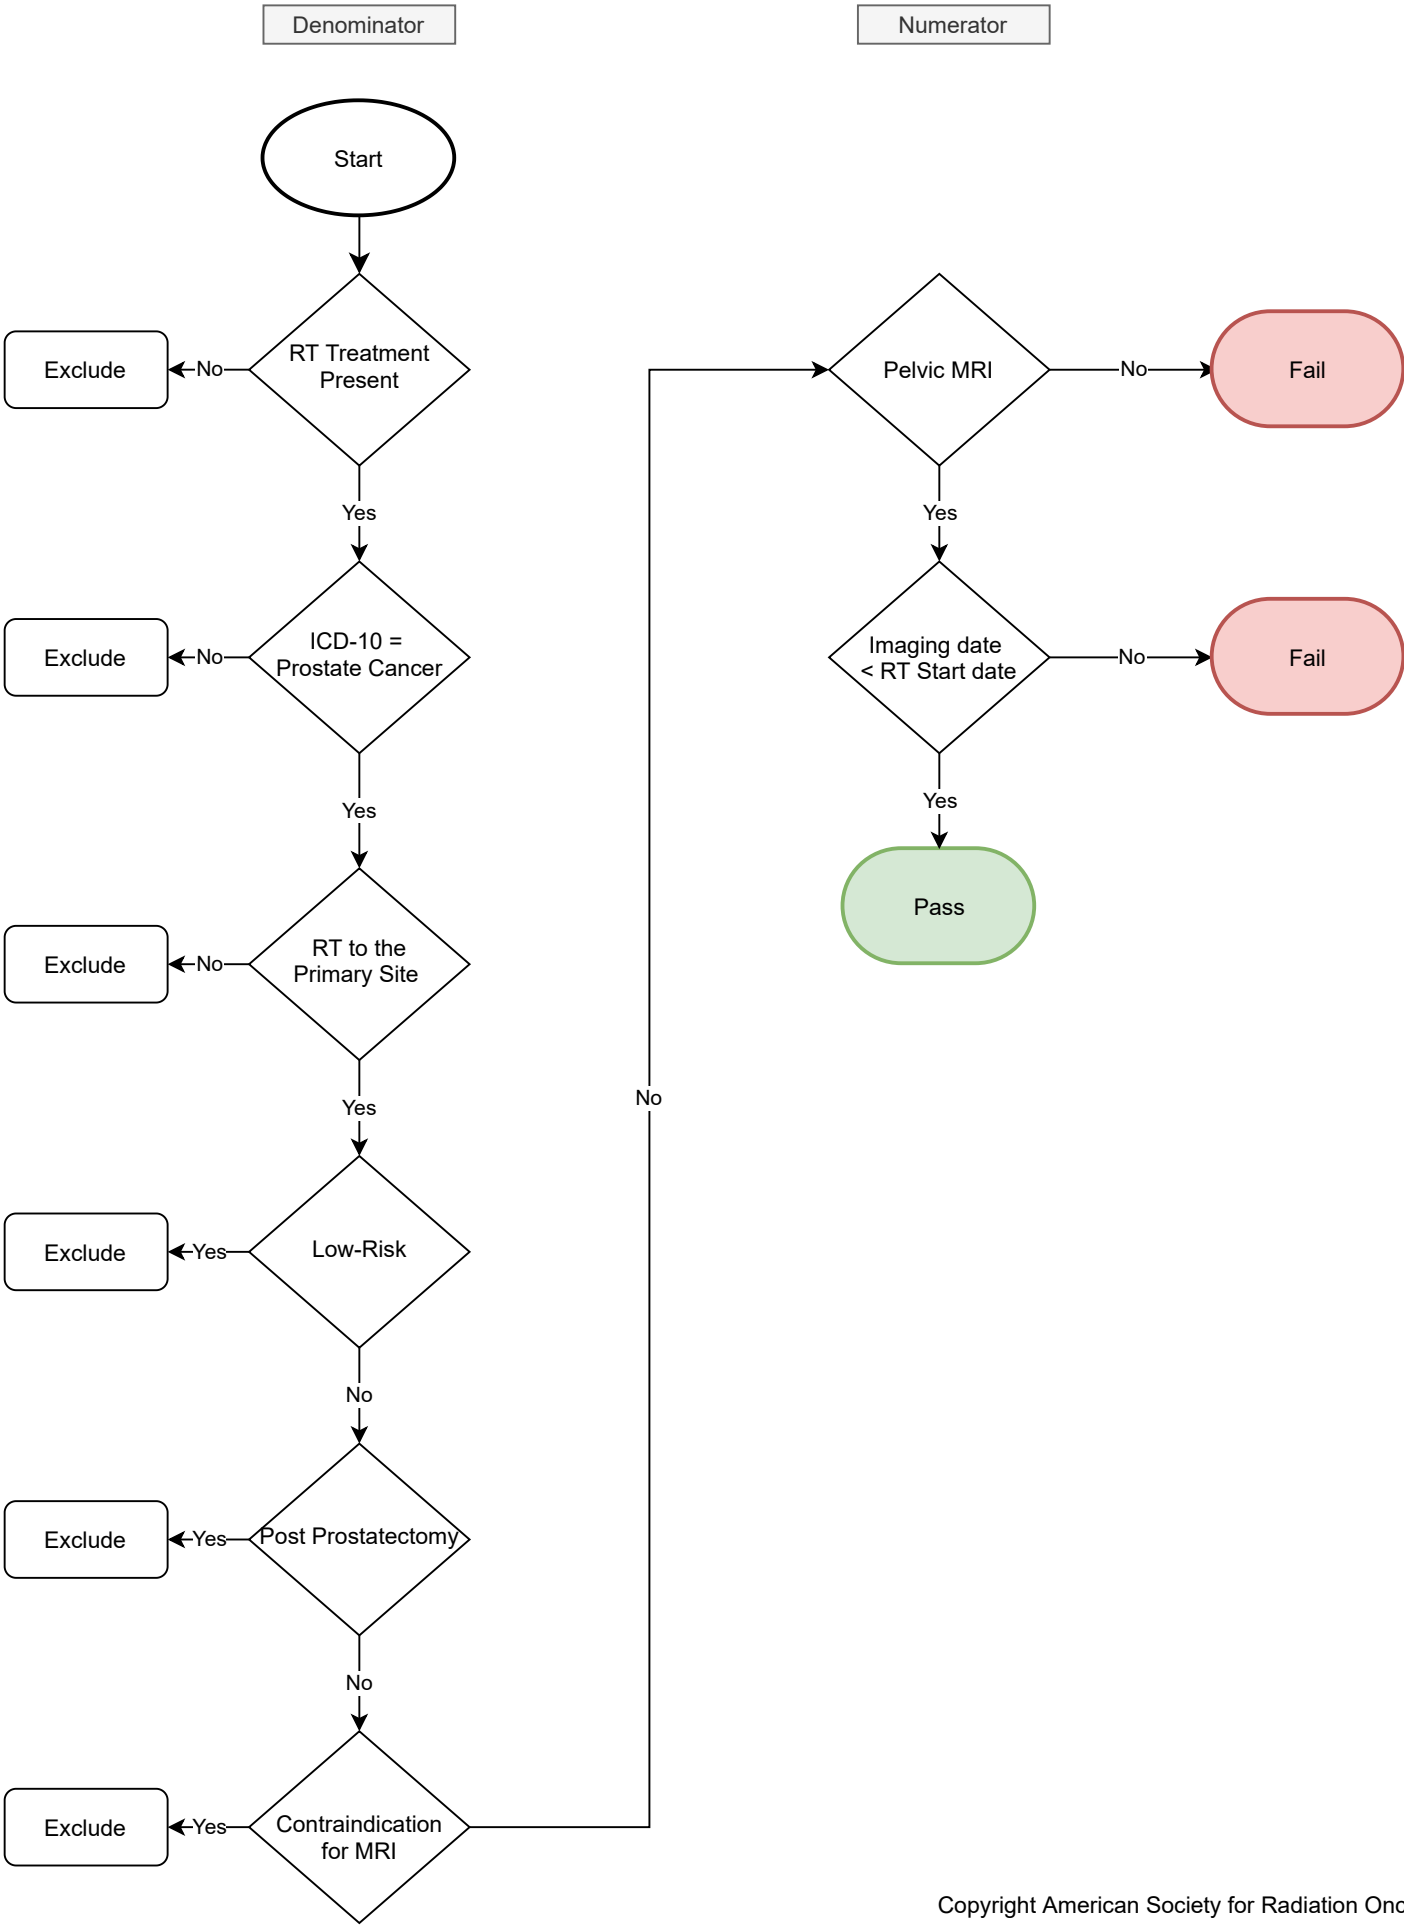 Denominator
Numerator
Start
RT Treatment
Present
No
Exclude
Yes
ICD-10 =
Prostate Cancer
No
Exclude
Yes
RT to the
Primary Site
No
Exclude
Yes
Low-Risk
Yes
Exclude
No
Post Prostatectomy
Yes
Exclude
No
Contraindication
for MRI
Yes
Exclude
No
Pelvic MRI
No
Fail
Yes
Imaging date
< RT Start date
No
Fail
Yes
Pass
Copyright American Society for Radiation Onc